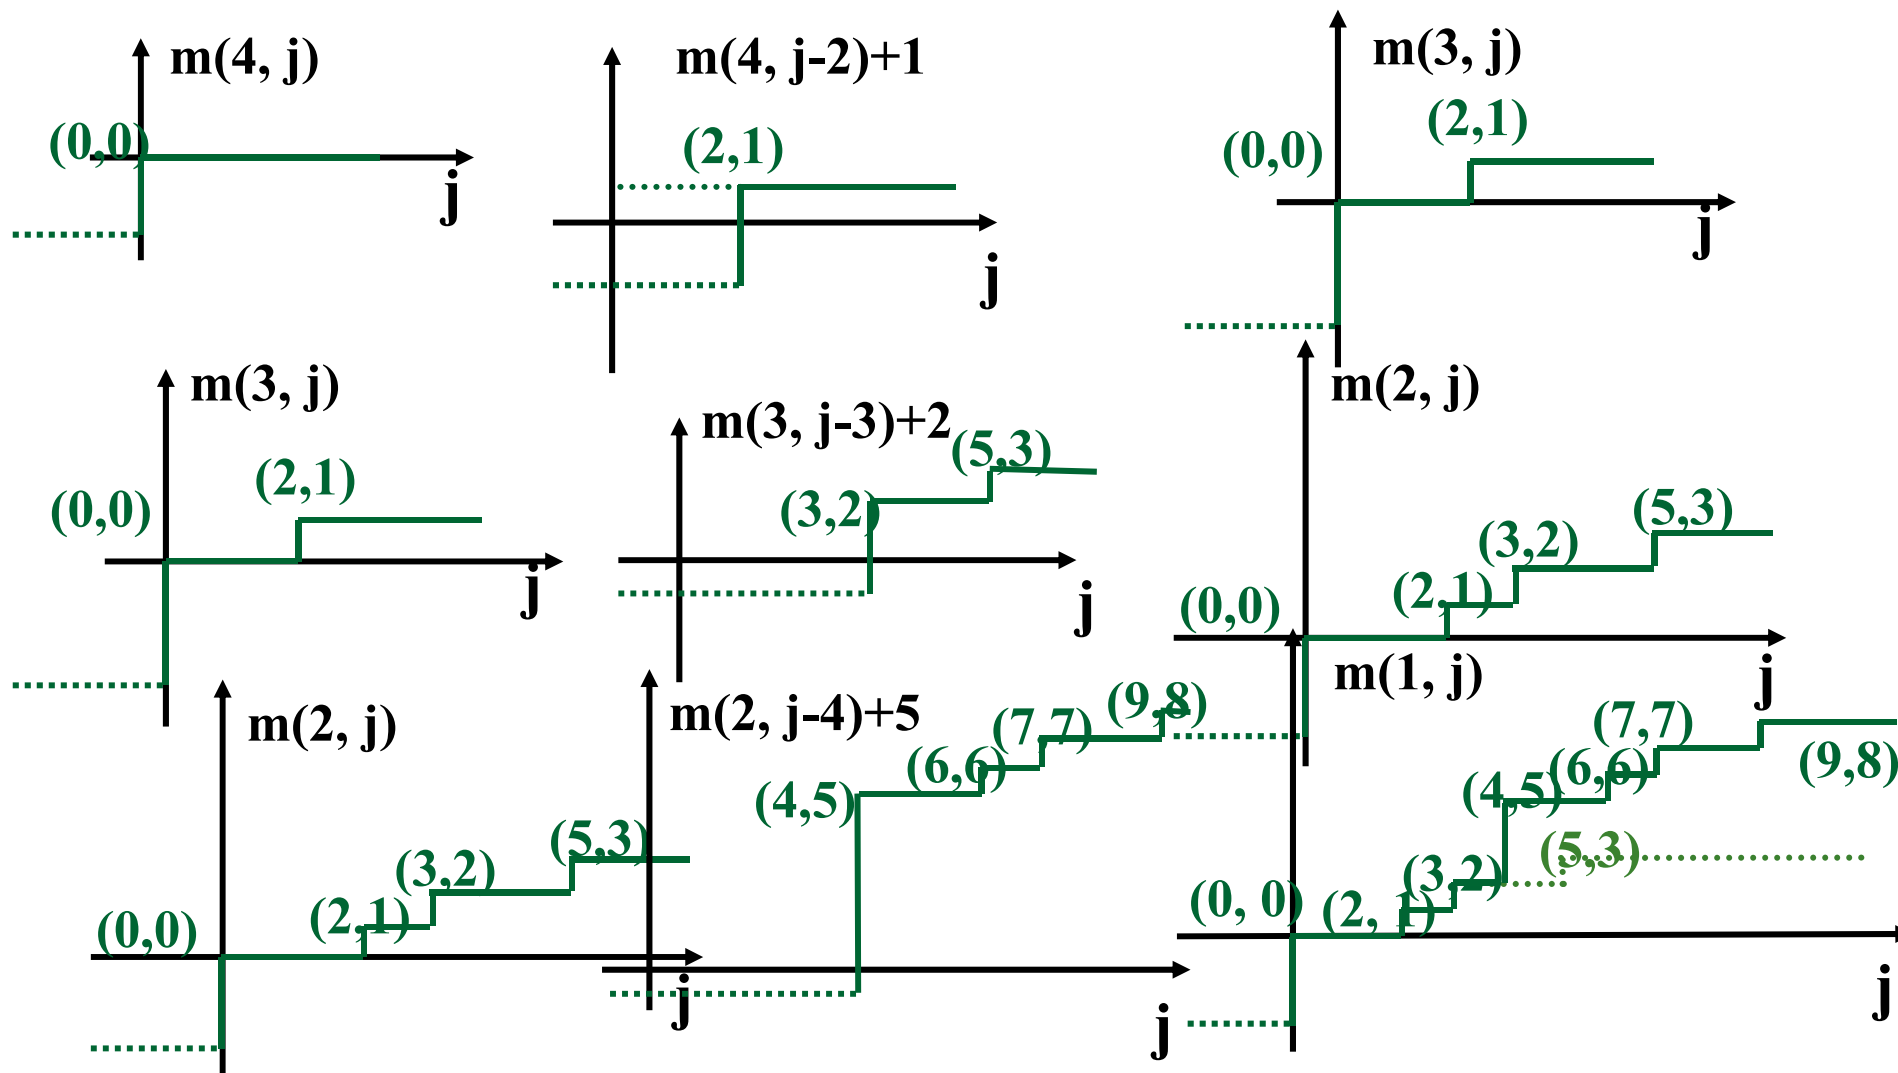 m(4, j)
(0,0)
j
m(4, j-2)+1
(2,1)
j
m(3, j)
(0,0)
(2,1)
j
m(3, j)
(0,0)
(2,1)
j
m(3, j-3)+2
(3,2)
(5,3)
j
m(2, j)
(0,0)
(2,1)
(3,2)
(5,3)
j
m(2, j)
(0,0)
(2,1)
(3,2)
(5,3)
j
m(2, j-4)+5
(4,5)
(6,6)
(7,7)
(9,8)
j
m(1, j)
(0, 0)
(2, 1)
(3,2)
(4,5)
(5,3)
(6,6)
(7,7)
(9,8)
j